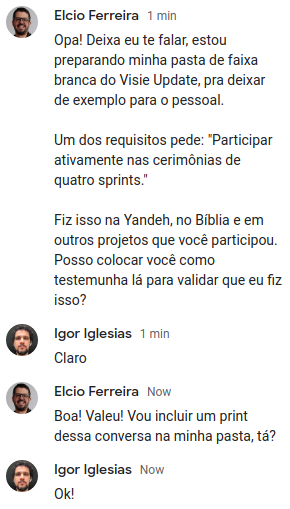 Elcio Ferreira 1 min
Opa! Deixa eu te falar, estou
preparando minha pasta de faixa
branca do Visie Update, pra deixar
de exemplo para o pessoal.
Um dos requisitos pede: "Participar
ativamente nas cerimônias de
quatro sprints."
Fiz isso na Yandeh, no Bíblia e em
outros projetos que você participou.
Posso colocar você como
testemunha lá para validar que eu fiz
isso?
Igor Iglesias 1 min
Claro
Elcio Ferreira Now
Boa! Valeu! Vou incluir um print
dessa conversa na minha pasta, tá?
Igor Iglesias Now
Ok!